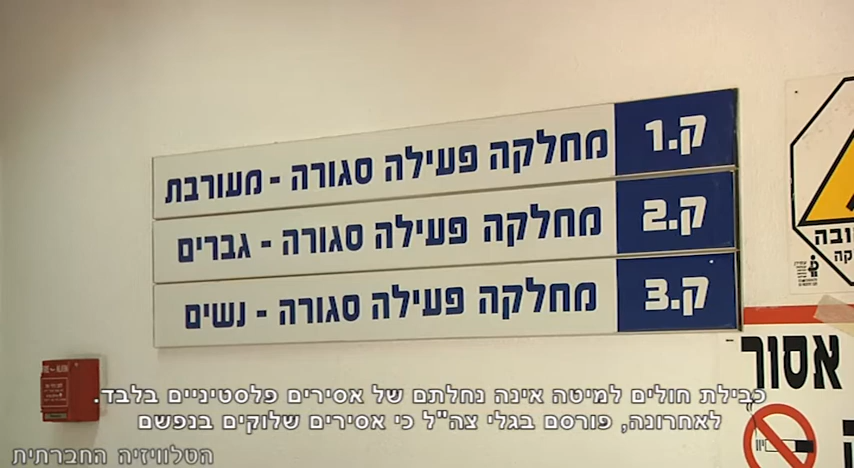 ק.1 מחלקה פעילה סגורה - מעורבת
ק.2 מחלקה פעילה סגורה - גברים
ק.3 מחלקה פעילה סגורה - נשים
אסור
כבילת חולים למיטה אינה נחלתם של אסירים פלסטיניים בלבד.
לאחרונה, פורסם בגלי צה"ל כי אסירים שלוקים בנפשם
הטלוויזיה החברתית